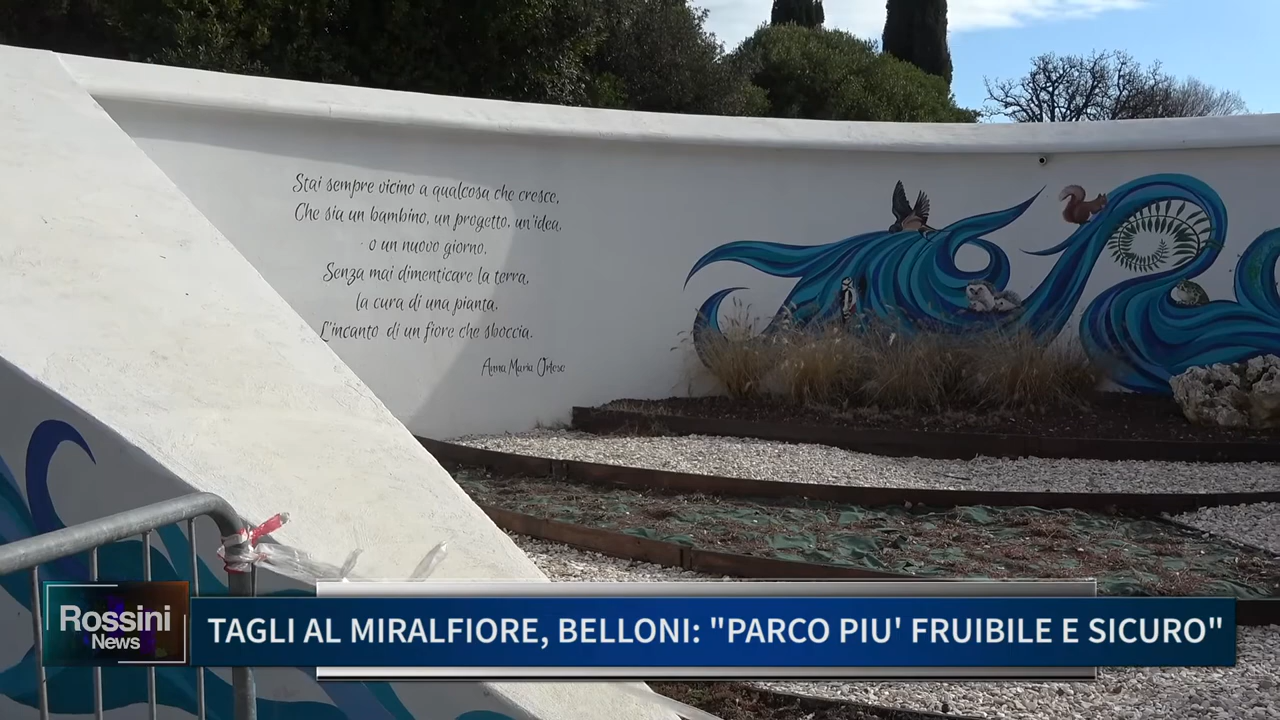 Stai sempre vicino a qualcosa che cresce,
Che sia un bambino, un progetto, un'idea,
o un nuovo giorno.
Senza mai dimenticare la terra,
la cura di una pianta.
L'incanto di un fiore che sboccia.
Anna Maria Ortese
Rossini
News
TAGLI AL MIRALFIORE, BELLONI: "PARCO PIU' FRUIBILE E SICURO"